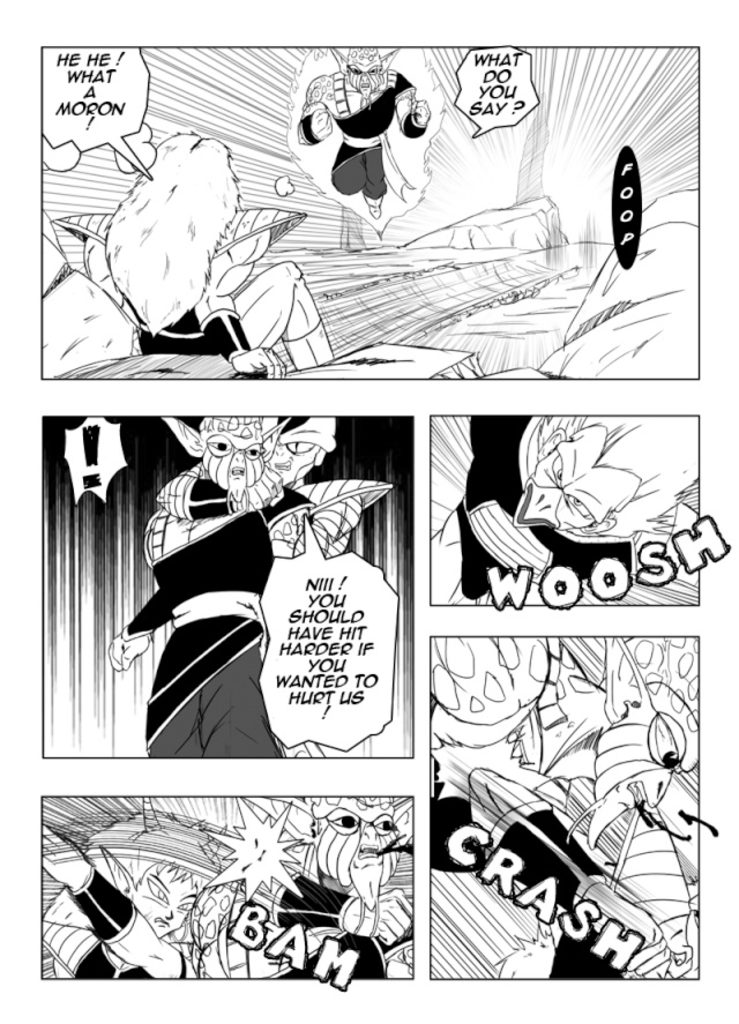 HE HE !
WHAT
A
MORON
!
WHAT
DO
YOU
SAY ?
FOOP
!!
NIII !
YOU
SHOULD
HAVE HIT
HARDER IF
YOU
WANTED TO
HURT US
!
WOOSH
CRASH
BAM